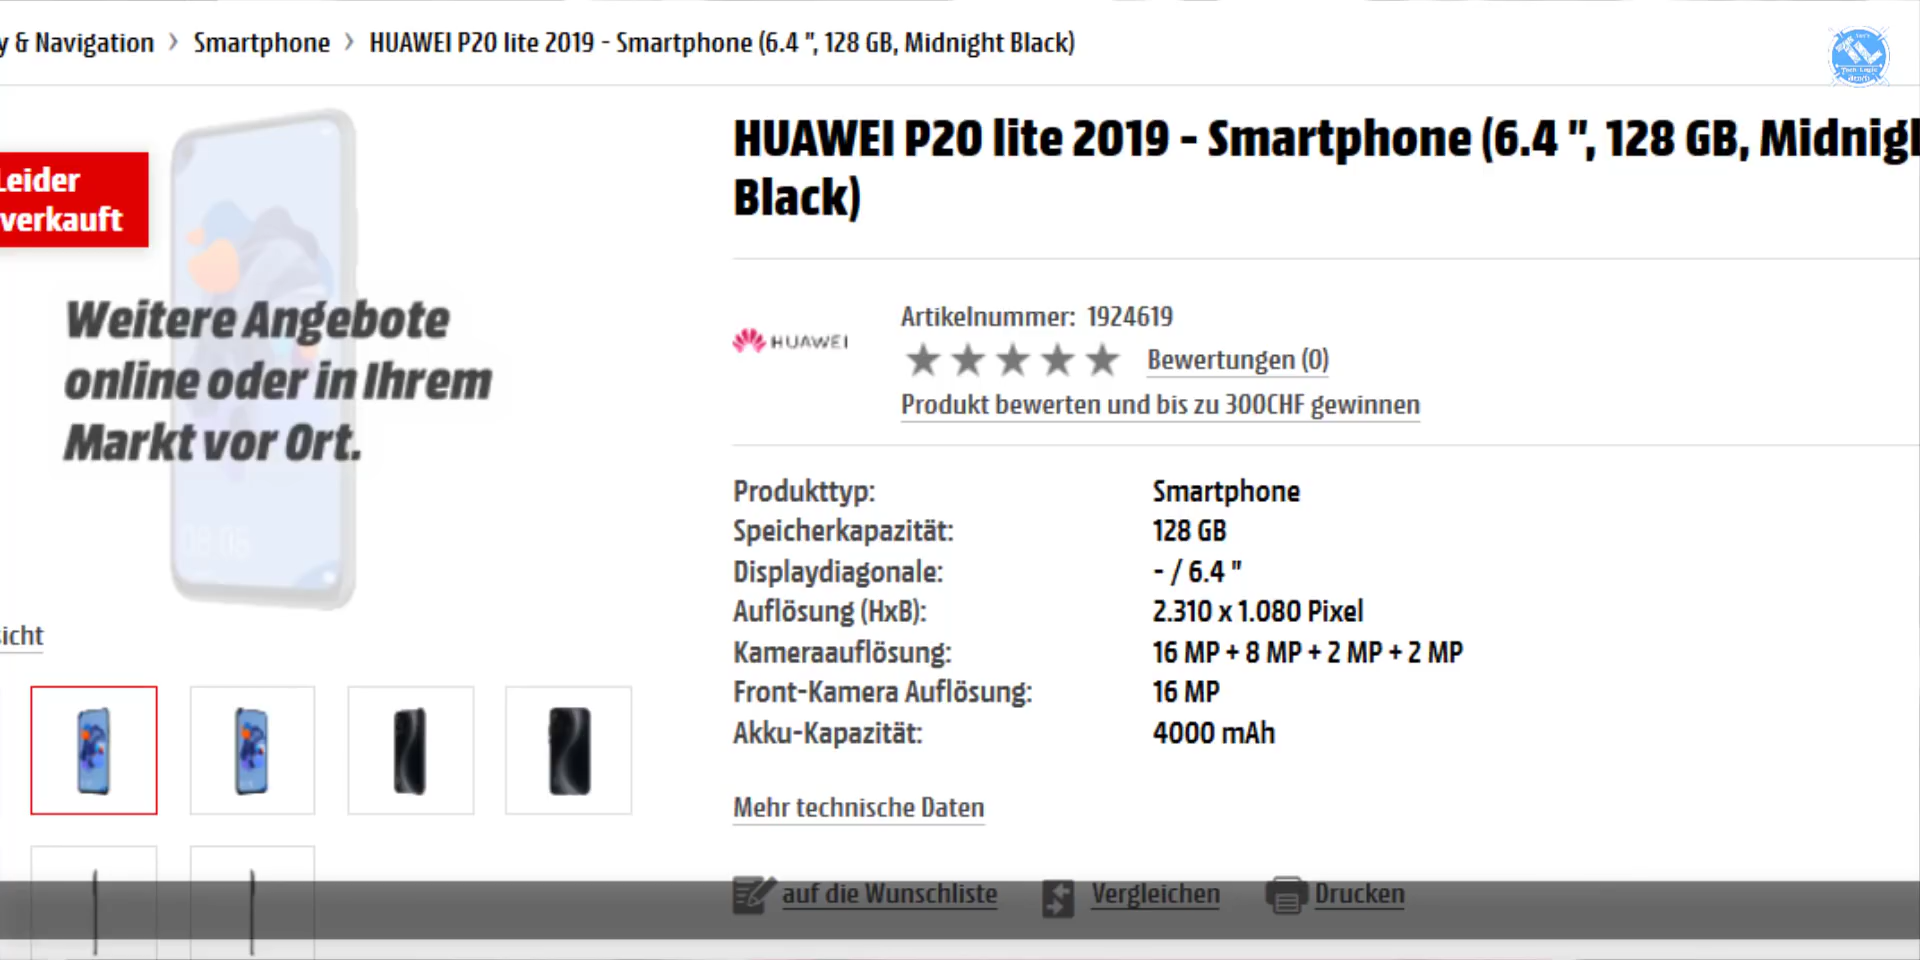 y & Navigation > Smartphone > HUAWEI P20 lite 2019 - Smartphone (6.4 ", 128 GB, Midnight Black)
Leider
verkauft
Weitere Angebote
online oder in Ihrem
Markt vor Ort.
08:08
icht
HUAWEI P20 lite 2019 - Smartphone (6.4 ", 128 GB, Midnigh
Black)
HUAWEI
Artikelnummer: 1924619
Bewertungen (0)
Produkt bewerten und bis zu 300CHF gewinnen
Produkttyp: Smartphone
Speicherkapazität: 128 GB
Displaydiagonale: - / 6.4 "
Auflösung (HxB): 2.310 x 1.080 Pixel
Kameraauflösung: 16 MP + 8 MP + 2 MP + 2 MP
Front-Kamera Auflösung: 16 MP
Akku-Kapazität: 4000 mAh
Mehr technische Daten
auf die Wunschliste Vergleichen Drucken